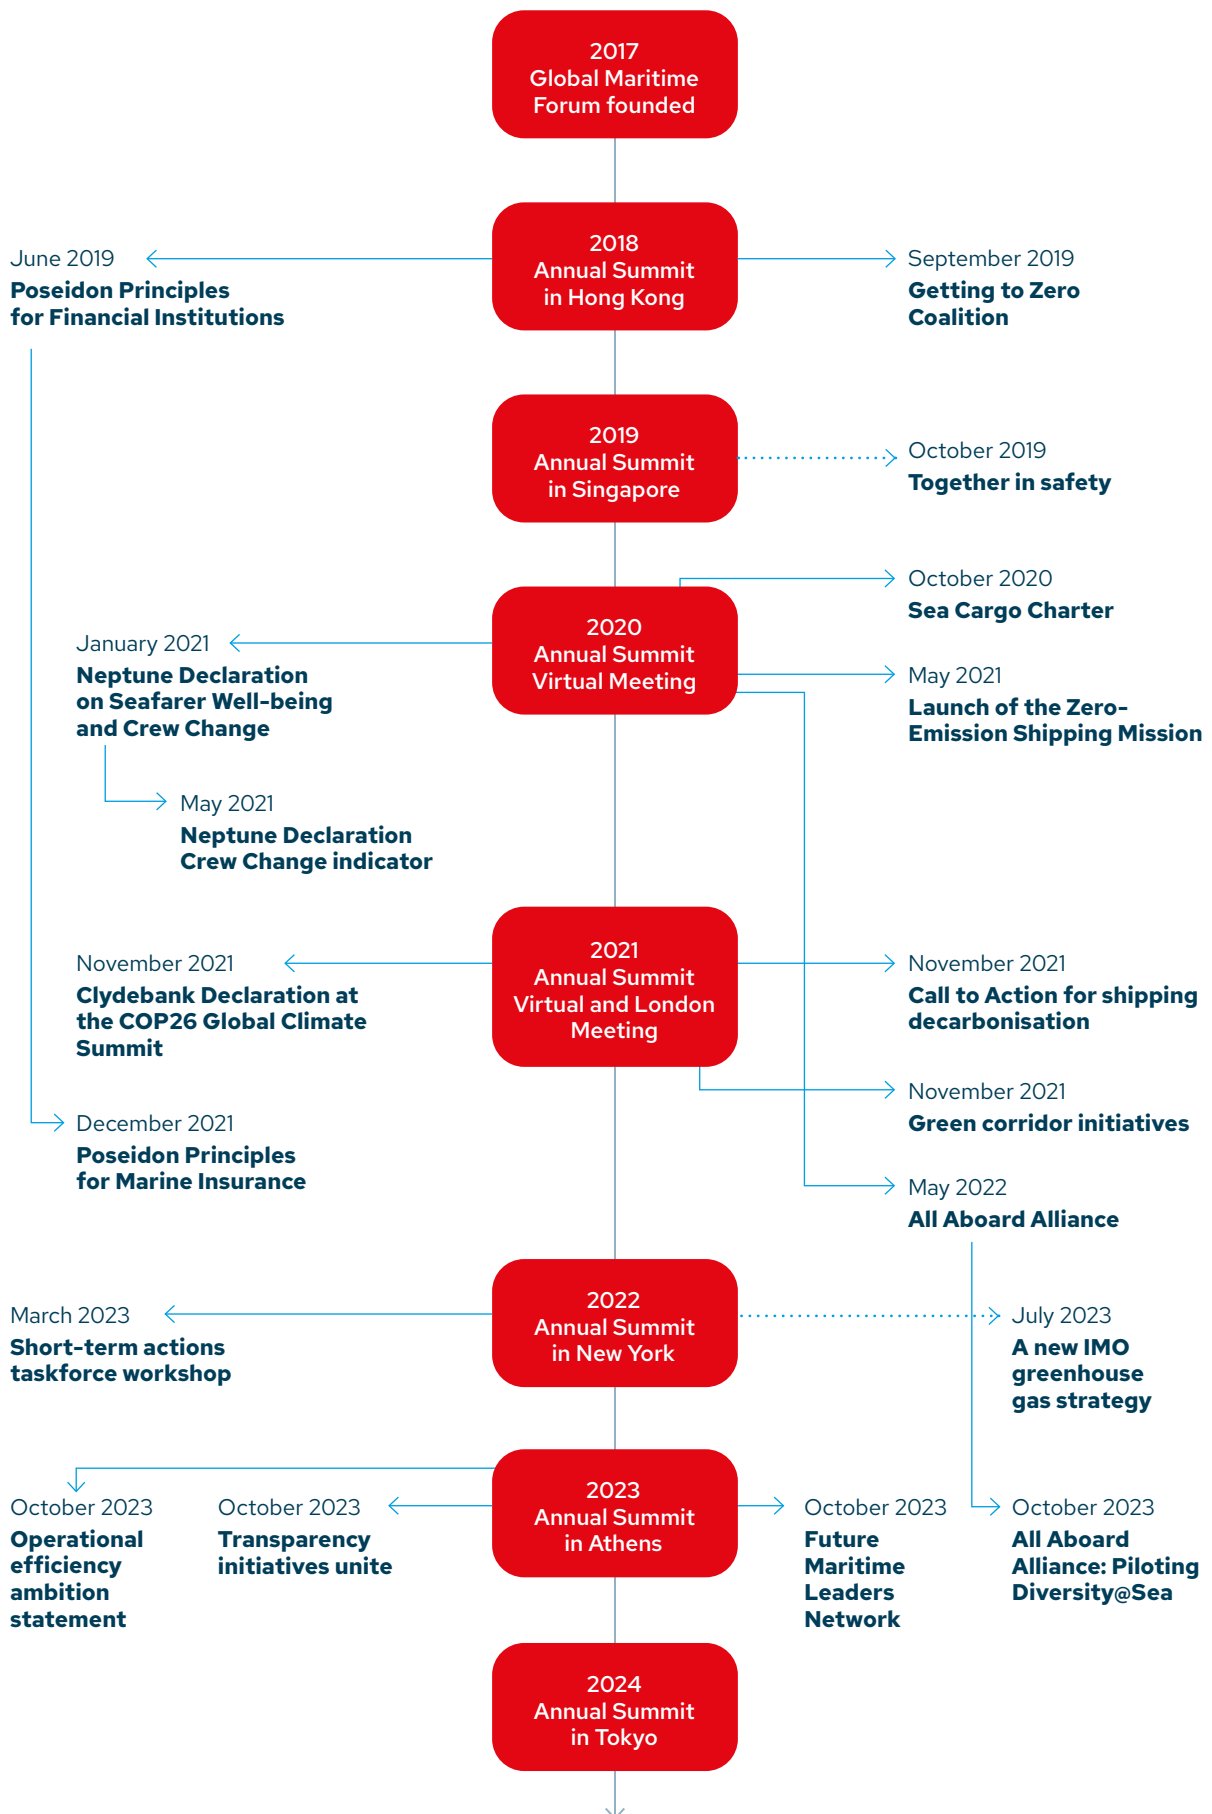 2017
Global Maritime
Forum founded
2018
Annual Summit
in Hong Kong
June 2019
Poseidon Principles
for Financial Institutions
September 2019
Getting to Zero
Coalition
2019
Annual Summit
in Singapore
October 2019
Together in safety
October 2020
Sea Cargo Charter
2020
Annual Summit
Virtual Meeting
January 2021
Neptune Declaration
on Seafarer Well-being
and Crew Change
May 2021
Launch of the Zero-
Emission Shipping Mission
May 2021
Neptune Declaration
Crew Change indicator
2021
Annual Summit
Virtual and London
Meeting
November 2021
Clydebank Declaration at
the COP26 Global Climate
Summit
November 2021
Call to Action for shipping
decarbonisation
November 2021
Green corridor initiatives
December 2021
Poseidon Principles
for Marine Insurance
May 2022
All Aboard Alliance
2022
Annual Summit
in New York
March 2023
Short-term actions
taskforce workshop
July 2023
A new IMO
greenhouse
gas strategy
2023
Annual Summit
in Athens
October 2023
Operational
efficiency
ambition
statement
October 2023
Transparency
initiatives unite
October 2023
Future
Maritime
Leaders
Network
October 2023
All Aboard
Alliance: Piloting
Diversity@Sea
2024
Annual Summit
in Tokyo